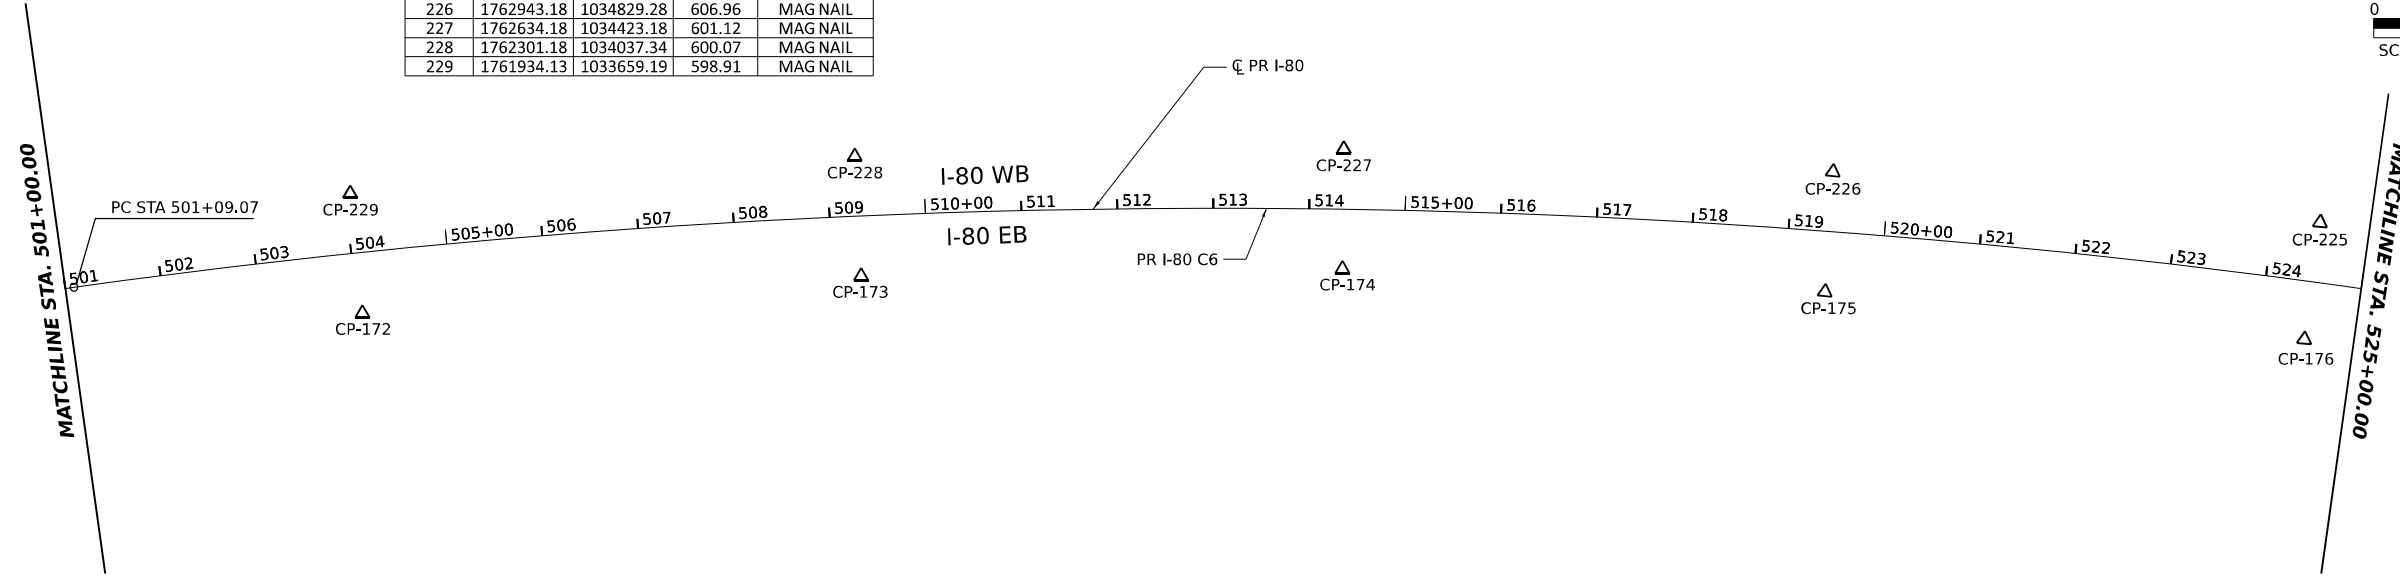 226 1762943.18 1034829.28 606.96 MAG NAIL
227 1762634.18 1034423.18 601.12 MAG NAIL
228 1762301.18 1034037.34 600.07 MAG NAIL
229 1761934.13 1033659.19 598.91 MAG NAIL
0
SC
℄ PR I-80
MATCHLINE STA. 501+00.00
PC STA 501+09.07
CP-229
CP-228
I-80 WB
CP-227
CP-226
CP-225
501
502
503
504
505+00
506
507
508
509
510+00
511
512
513
514
515+00
516
517
518
519
520+00
521
522
523
524
I-80 EB
PR I-80 C6
CP-172
CP-173
CP-174
CP-175
CP-176
MATCHLINE STA. 525+00.00